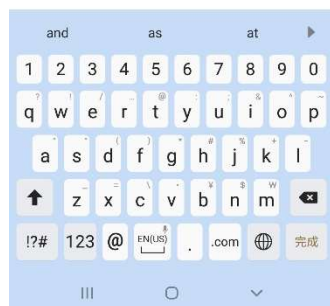 and as at
1 2 3 4 5 6 7 8 9 0
q w e r t y u i o p
a s d f g h j k l
z x c v b n m
!?# 123 @ EN(US) . .com 完成